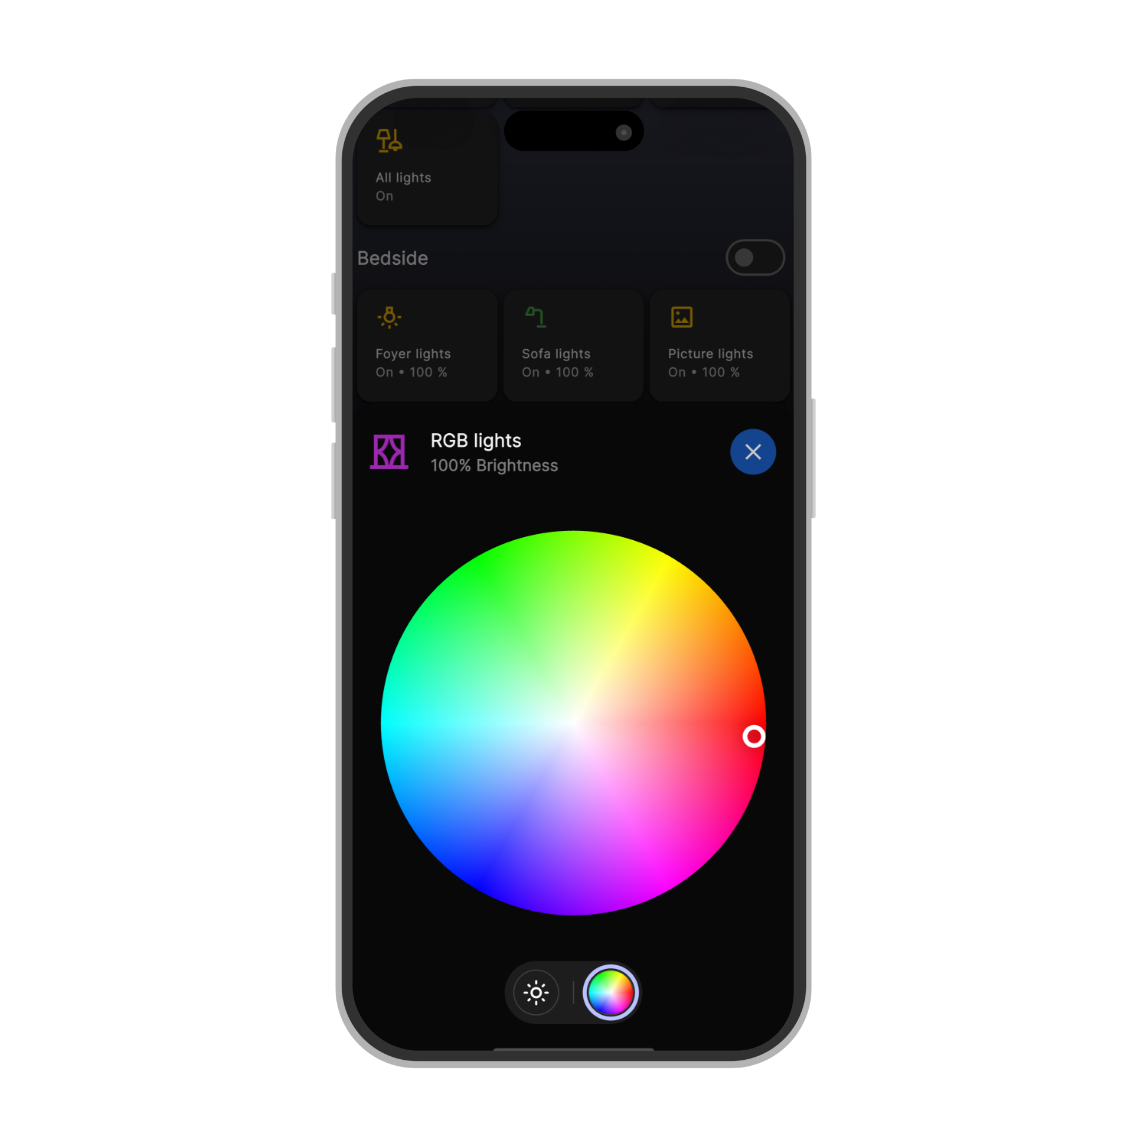 All lights
On
Bedside
Foyer lights
On • 100 %
Sofa lights
On • 100 %
Picture lights
On • 100 %
RGB lights
100% Brightness